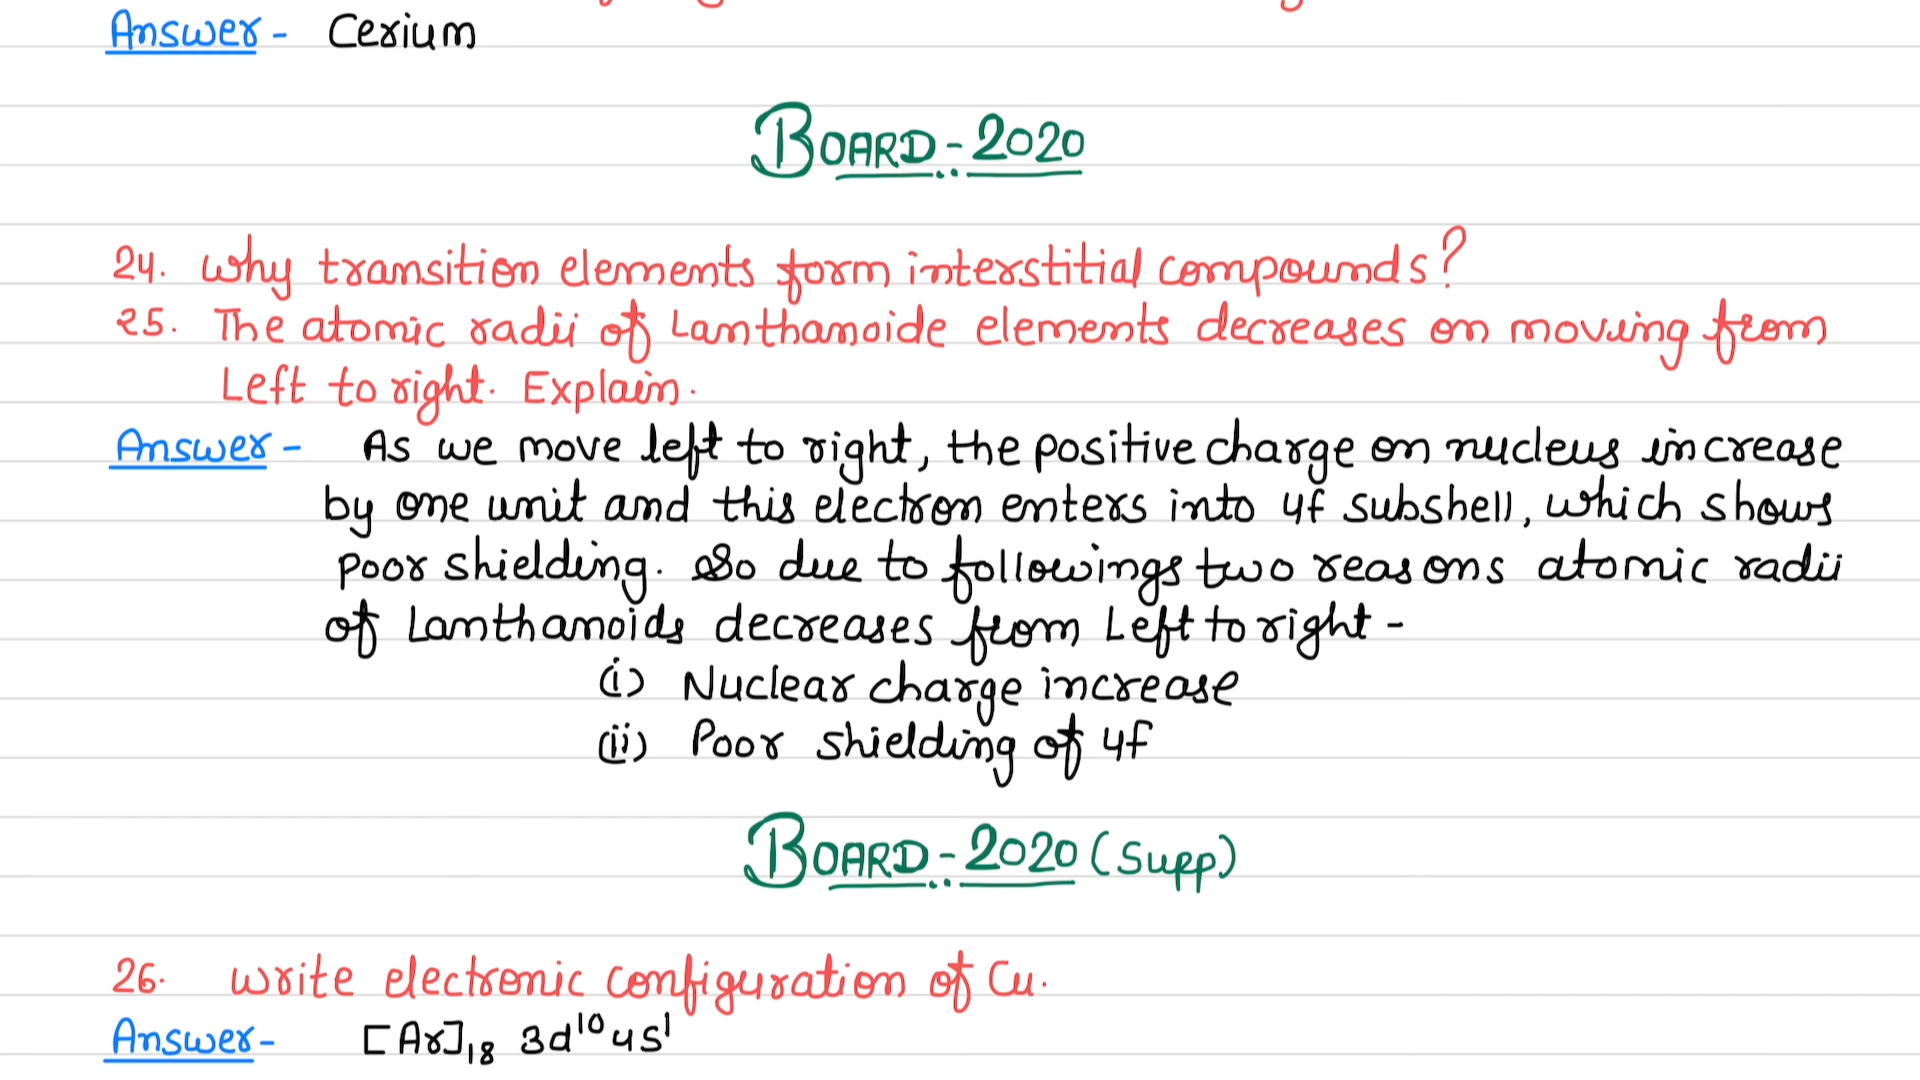 Answer - Cerium
BOARD - 2020
24. Why transition elements form interstitial compounds?
25. The atomic radii of Lanthanoide elements decreases on moving from
Left to right. Explain.
Answer - As we move left to right, the positive charge on nucleus increase
by one unit and this electron enters into 4f subshell, which shows
poor shielding. So due to followings two reasons atomic radii
of Lanthanoids decreases from Left to right -
(i) Nuclear charge increase
(ii) Poor shielding of 4f
BOARD - 2020 (Supp)
26. Write electronic configuration of Cu.
Answer - [Ar]₁₈ 3d¹⁰4s¹